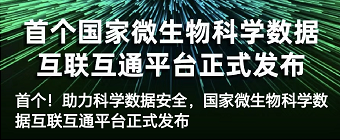 首个国家微生物科学数据
互联互通平台正式发布
首个！助力科学数据安全，国家微生物科学数
据互联互通平台正式发布